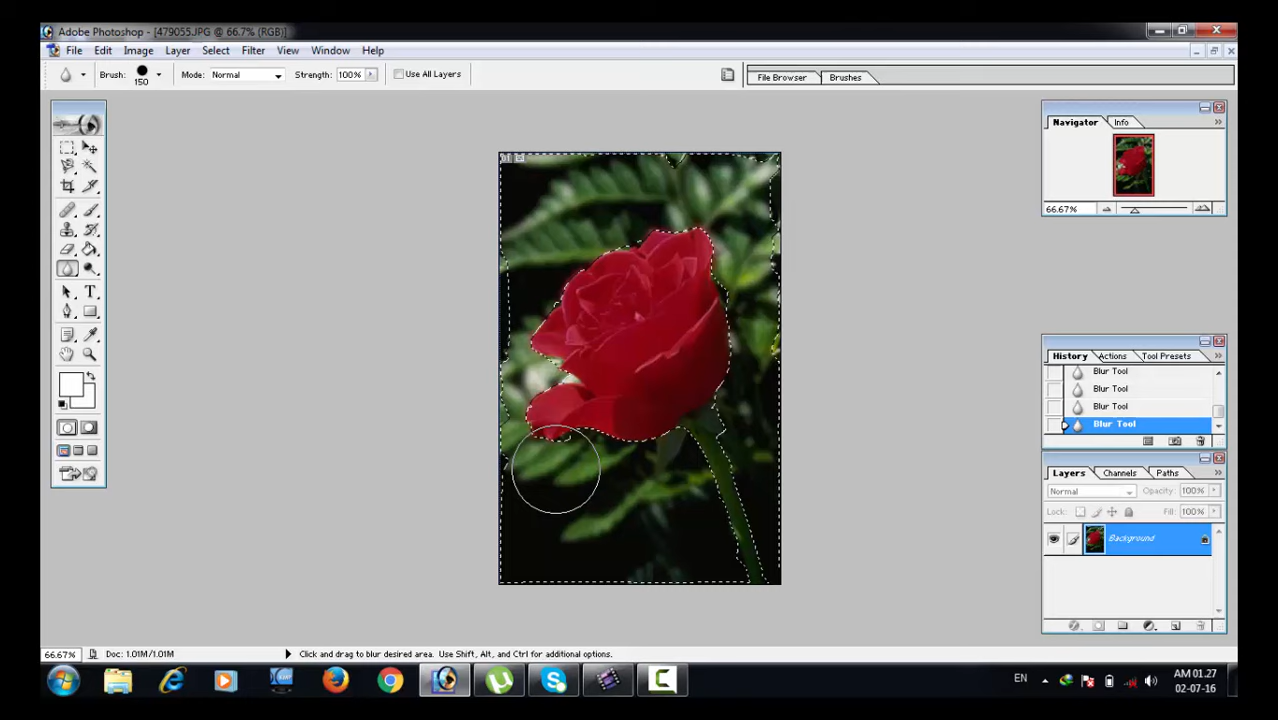 Adobe Photoshop - [479055.JPG @ 66.7% (RGB)]
File Edit Image Layer Select Filter View Window Help
Brush: 150 Mode: Normal Strength: 100% Use All Layers File Browser Brushes
Navigator Info
66.67%
History Actions Tool Presets
Blur Tool
Blur Tool
Blur Tool
Blur Tool
Layers Channels Paths
Normal Opacity: 100%
Lock: Fill: 100%
Background
66.67% Doc: 1.01M/1.01M Click and drag to blur desired area. Use Shift, Alt, and Ctrl for additional options.
EN AM 01.27
02-07-16